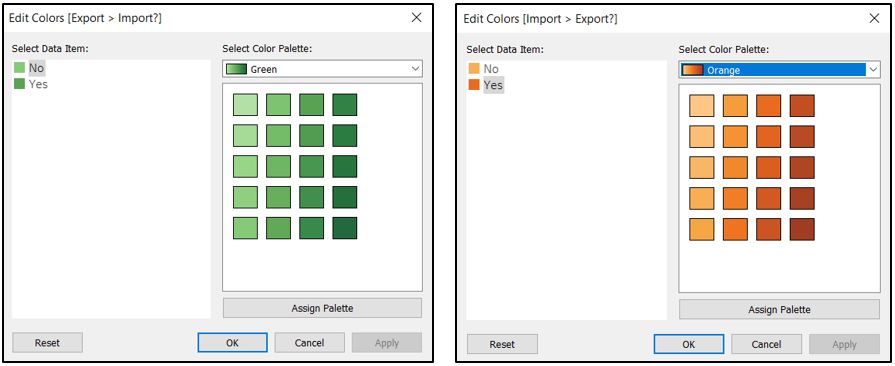 Edit Colors [Export > Import?]
Select Data Item:
No
Yes
Select Color Palette:
Green
Assign Palette
Reset
OK
Cancel
Apply
Edit Colors [Import > Export?]
Select Data Item:
No
Yes
Select Color Palette:
Orange
Assign Palette
Reset
OK
Cancel
Apply